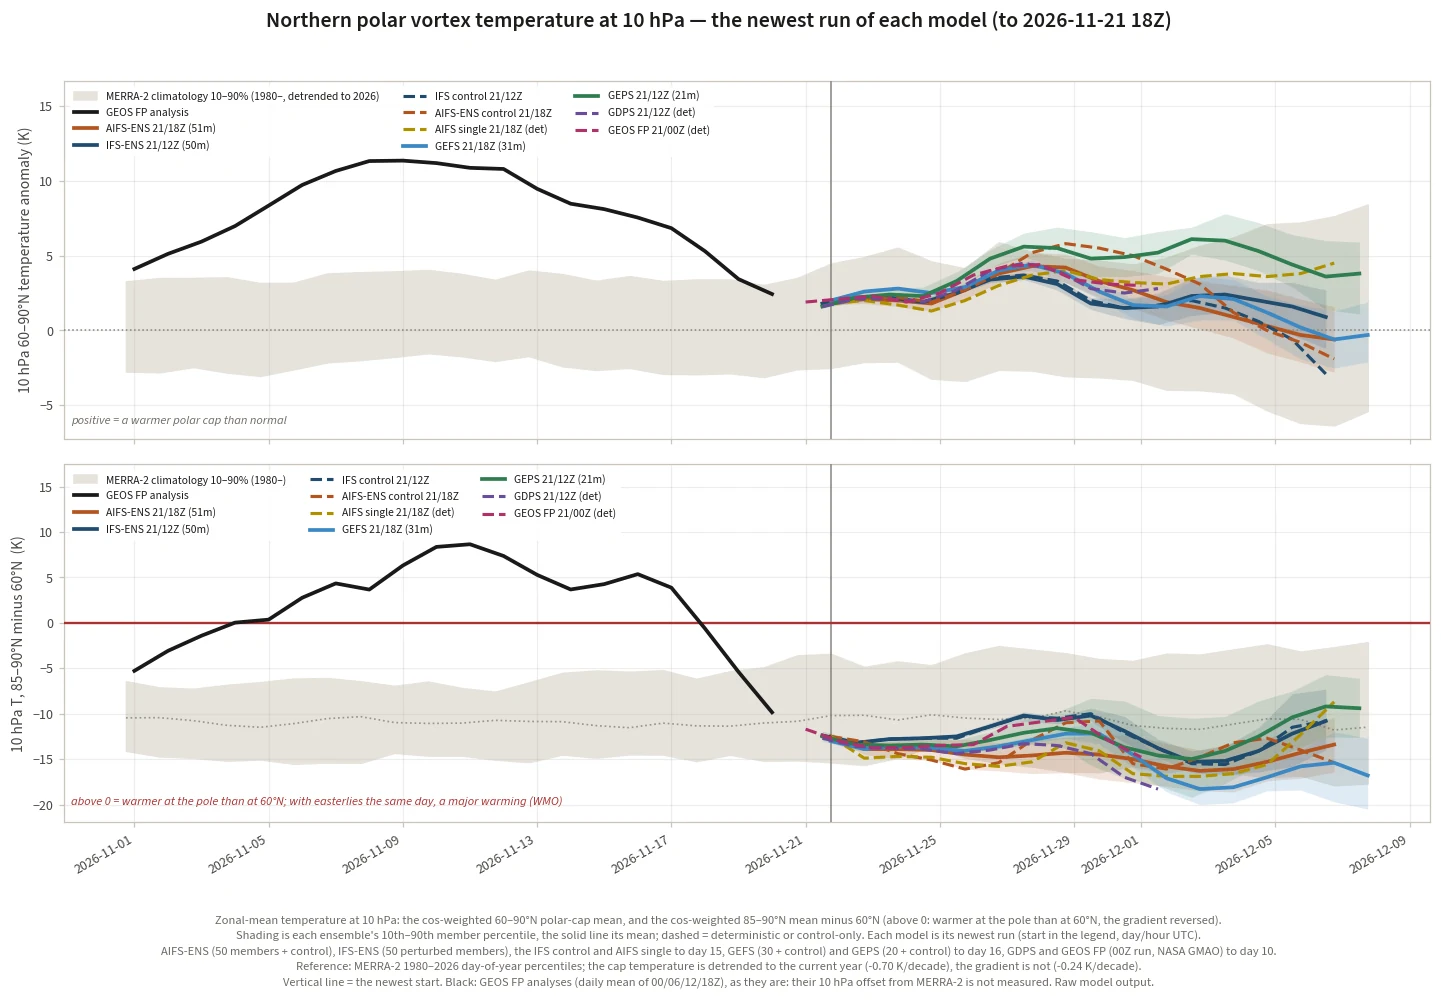 Northern polar vortex temperature at 10 hPa — the newest run of each model (to 2026-11-21 18Z)
10 hPa 60–90°N temperature anomaly (K)
15
10
5
0
−5
MERRA-2 climatology 10–90% (1980–, detrended to 2026)
GEOS FP analysis
AIFS-ENS 21/18Z (51m)
IFS-ENS 21/12Z (50m)
IFS control 21/12Z
AIFS-ENS control 21/18Z
AIFS single 21/18Z (det)
GEFS 21/18Z (31m)
GEPS 21/12Z (21m)
GDPS 21/12Z (det)
GEOS FP 21/00Z (det)
positive = a warmer polar cap than normal
10 hPa T, 85–90°N minus 60°N (K)
15
10
5
0
−5
−10
−15
−20
MERRA-2 climatology 10–90% (1980–)
GEOS FP analysis
AIFS-ENS 21/18Z (51m)
IFS-ENS 21/12Z (50m)
IFS control 21/12Z
AIFS-ENS control 21/18Z
AIFS single 21/18Z (det)
GEFS 21/18Z (31m)
GEPS 21/12Z (21m)
GDPS 21/12Z (det)
GEOS FP 21/00Z (det)
above 0 = warmer at the pole than at 60°N; with easterlies the same day, a major warming (WMO)
2026-11-01
2026-11-05
2026-11-09
2026-11-13
2026-11-17
2026-11-21
2026-11-25
2026-11-29
2026-12-01
2026-12-05
2026-12-09
Zonal-mean temperature at 10 hPa: the cos-weighted 60–90°N polar-cap mean, and the cos-weighted 85–90°N mean minus 60°N (above 0: warmer at the pole than at 60°N, the gradient reversed).
Shading is each ensemble's 10th–90th member percentile, the solid line its mean; dashed = deterministic or control-only. Each model is its newest run (start in the legend, day/hour UTC).
AIFS-ENS (50 members + control), IFS-ENS (50 perturbed members), the IFS control and AIFS single to day 15, GEFS (30 + control) and GEPS (20 + control) to day 16, GDPS and GEOS FP (00Z run, NASA GMAO) to day 10.
Reference: MERRA-2 1980–2026 day-of-year percentiles; the cap temperature is detrended to the current year (-0.70 K/decade), the gradient is not (-0.24 K/decade).
Vertical line = the newest start. Black: GEOS FP analyses (daily mean of 00/06/12/18Z), as they are: their 10 hPa offset from MERRA-2 is not measured. Raw model output.